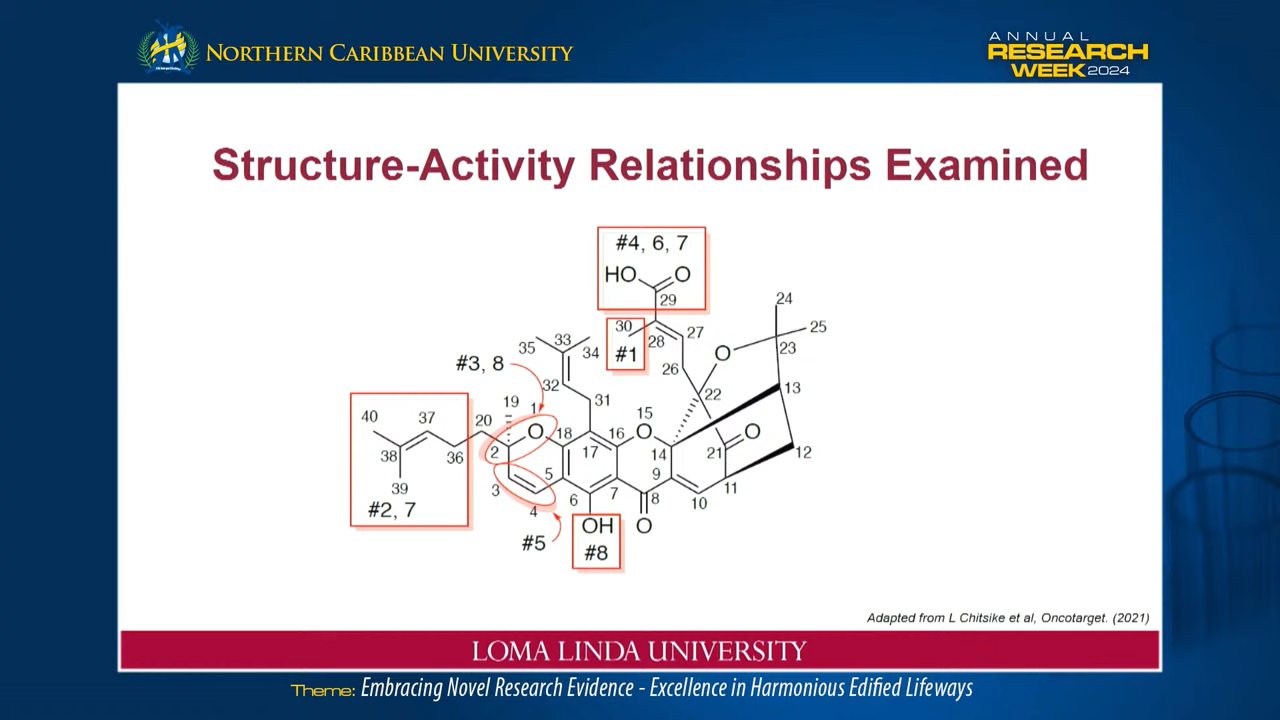 NORTHERN CARIBBEAN UNIVERSITY
ANNUAL
RESEARCH
WEEK 2024
Structure-Activity Relationships Examined
#4, 6, 7
HO O
29
24
30 27 25
28
#1
35 33 34
O 23
#3, 8
26
32 13
22
19 31
1 15
40 37 20 O 18 16 O O
38 36 2 17 14 21 12
39 3 5 9 11
#2, 7 4 6 7 8 10
OH O
#5
#8
Adapted from L Chitsike et al, Oncotarget. (2021)
LOMA LINDA UNIVERSITY
Theme: Embracing Novel Research Evidence - Excellence in Harmonious Edified Lifeways